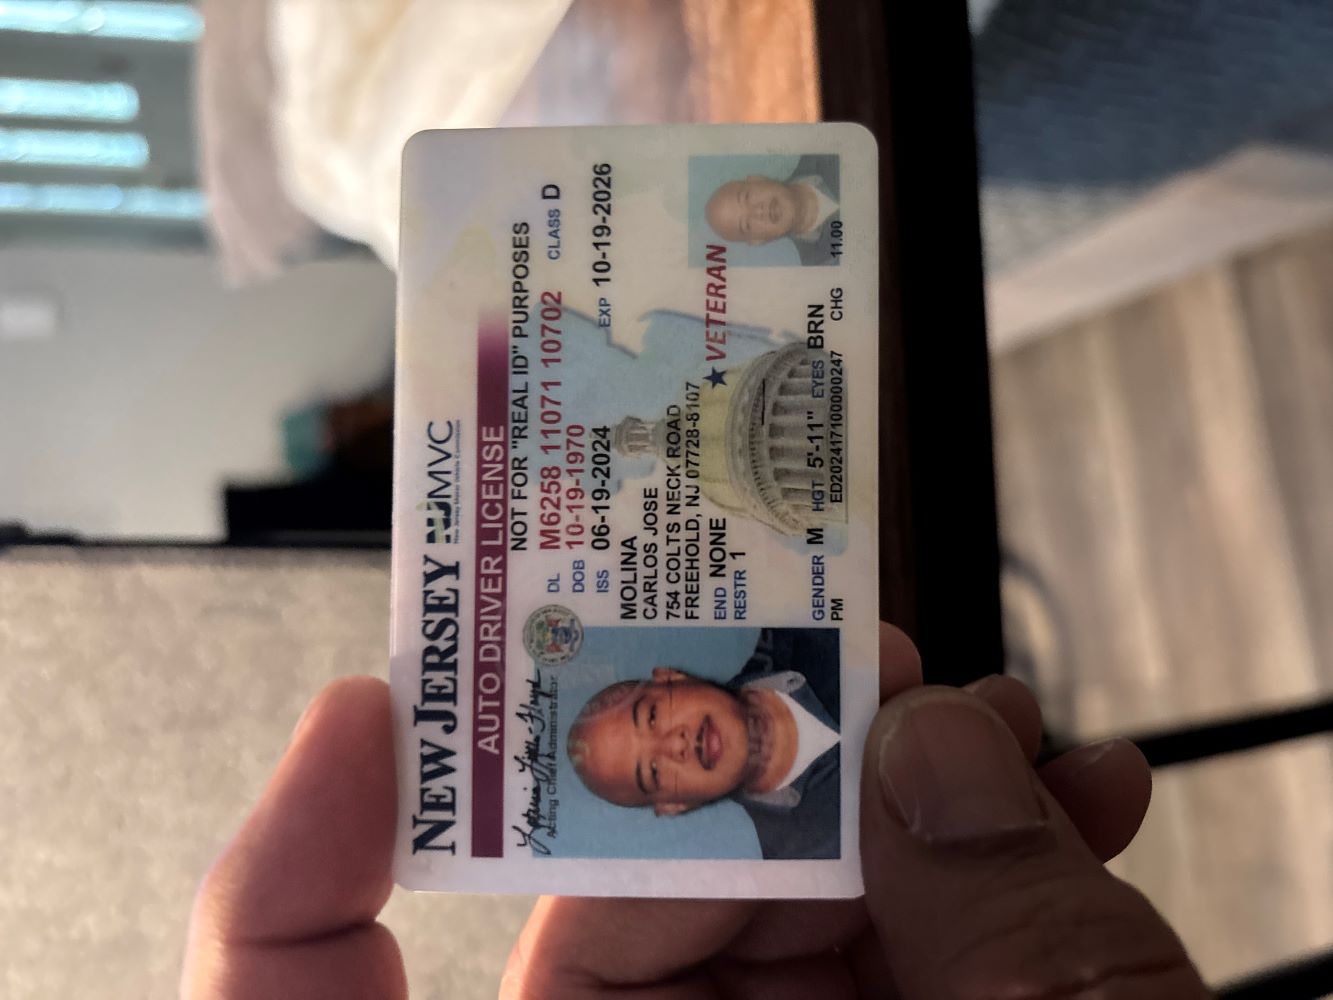 NEW JERSEY NJMVC
New Jersey Motor Vehicle Commission
AUTO DRIVER LICENSE
NOT FOR "REAL ID" PURPOSES
Acting Chief Administrator
DL M6258 11071 10702 CLASS D
DOB 10-19-1970
ISS 06-19-2024 EXP 10-19-2026
MOLINA
CARLOS JOSE
754 COLTS NECK ROAD
FREEHOLD, NJ 07728-8107
END NONE
★VETERAN
RESTR 1
GENDER M HGT 5'-11" EYES BRN
PM ED202417100000247 CHG 11.00